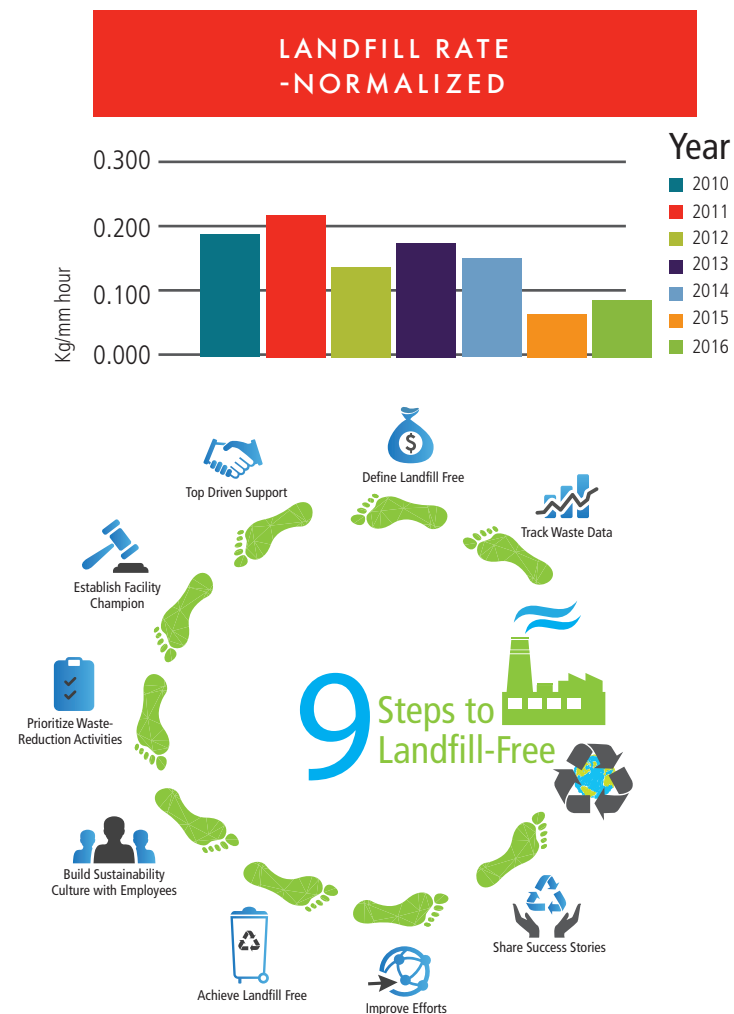 LANDFILL RATE
-NORMALIZED
0.300
0.200
0.100
0.000
Kg/mm hour
Year
2010
2011
2012
2013
2014
2015
2016
$
Define Landfill Free
Track Waste Data
Top Driven Support
Establish Facility
Champion
Prioritize Waste-
Reduction Activities
9
Steps to
Landfill-Free
Build Sustainability
Culture with Employees
Achieve Landfill Free
Improve Efforts
Share Success Stories